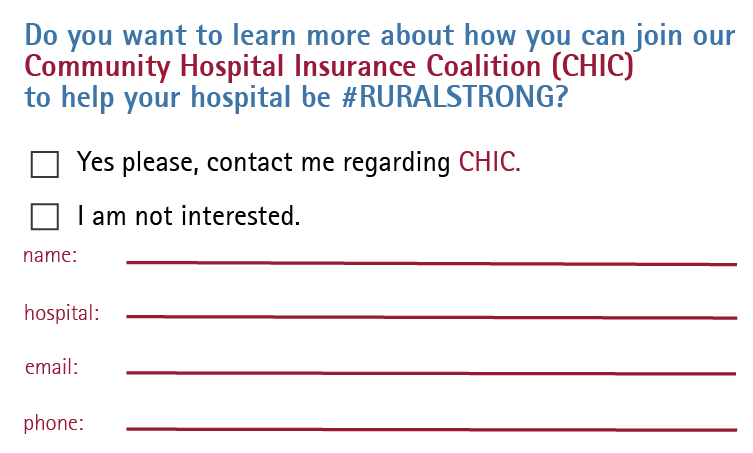 Do you want to learn more about how you can join our
Community Hospital Insurance Coalition (CHIC)
to help your hospital be #RURALSTRONG?
Yes please, contact me regarding CHIC.
I am not interested.
name:
hospital:
email:
phone: